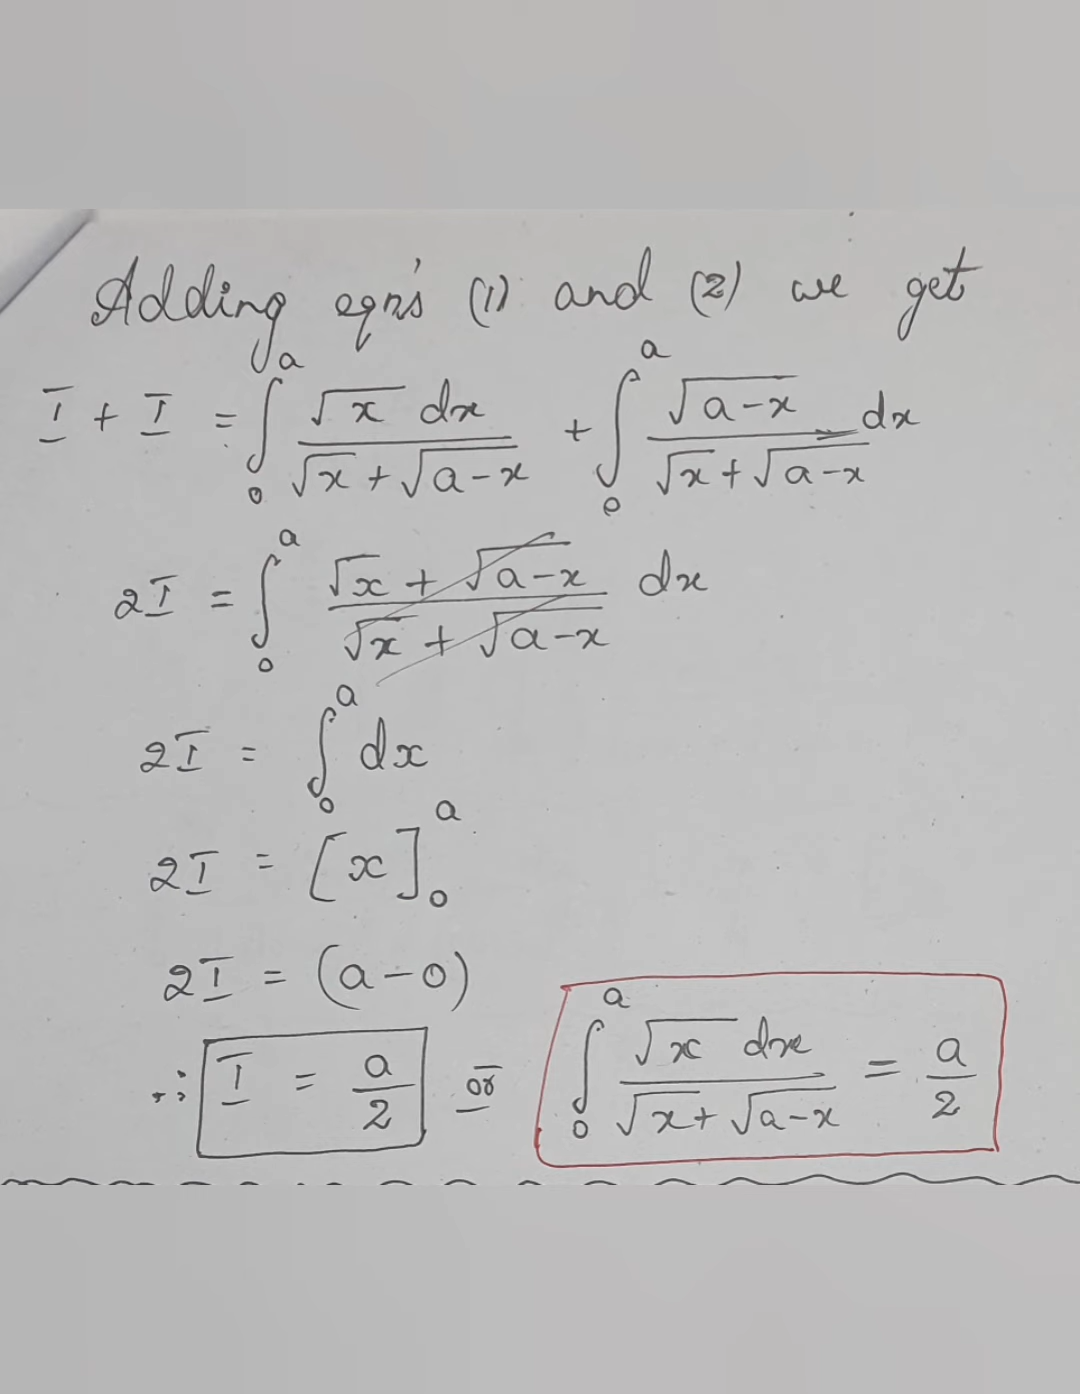 Adding eqn's (1) and (2) we get
I + I = ∫₀ᵃ √x dx / (√x + √(a-x)) + ∫₀ᵃ √(a-x) / (√x + √(a-x)) dx
2I = ∫₀ᵃ (√x + √(a-x)) / (√x + √(a-x)) dx
2I = ∫₀ᵃ dx
2I = [x]₀ᵃ
2I = (a-0)
∴ I = a/2 or ∫₀ᵃ √x dx / (√x + √(a-x)) = a/2